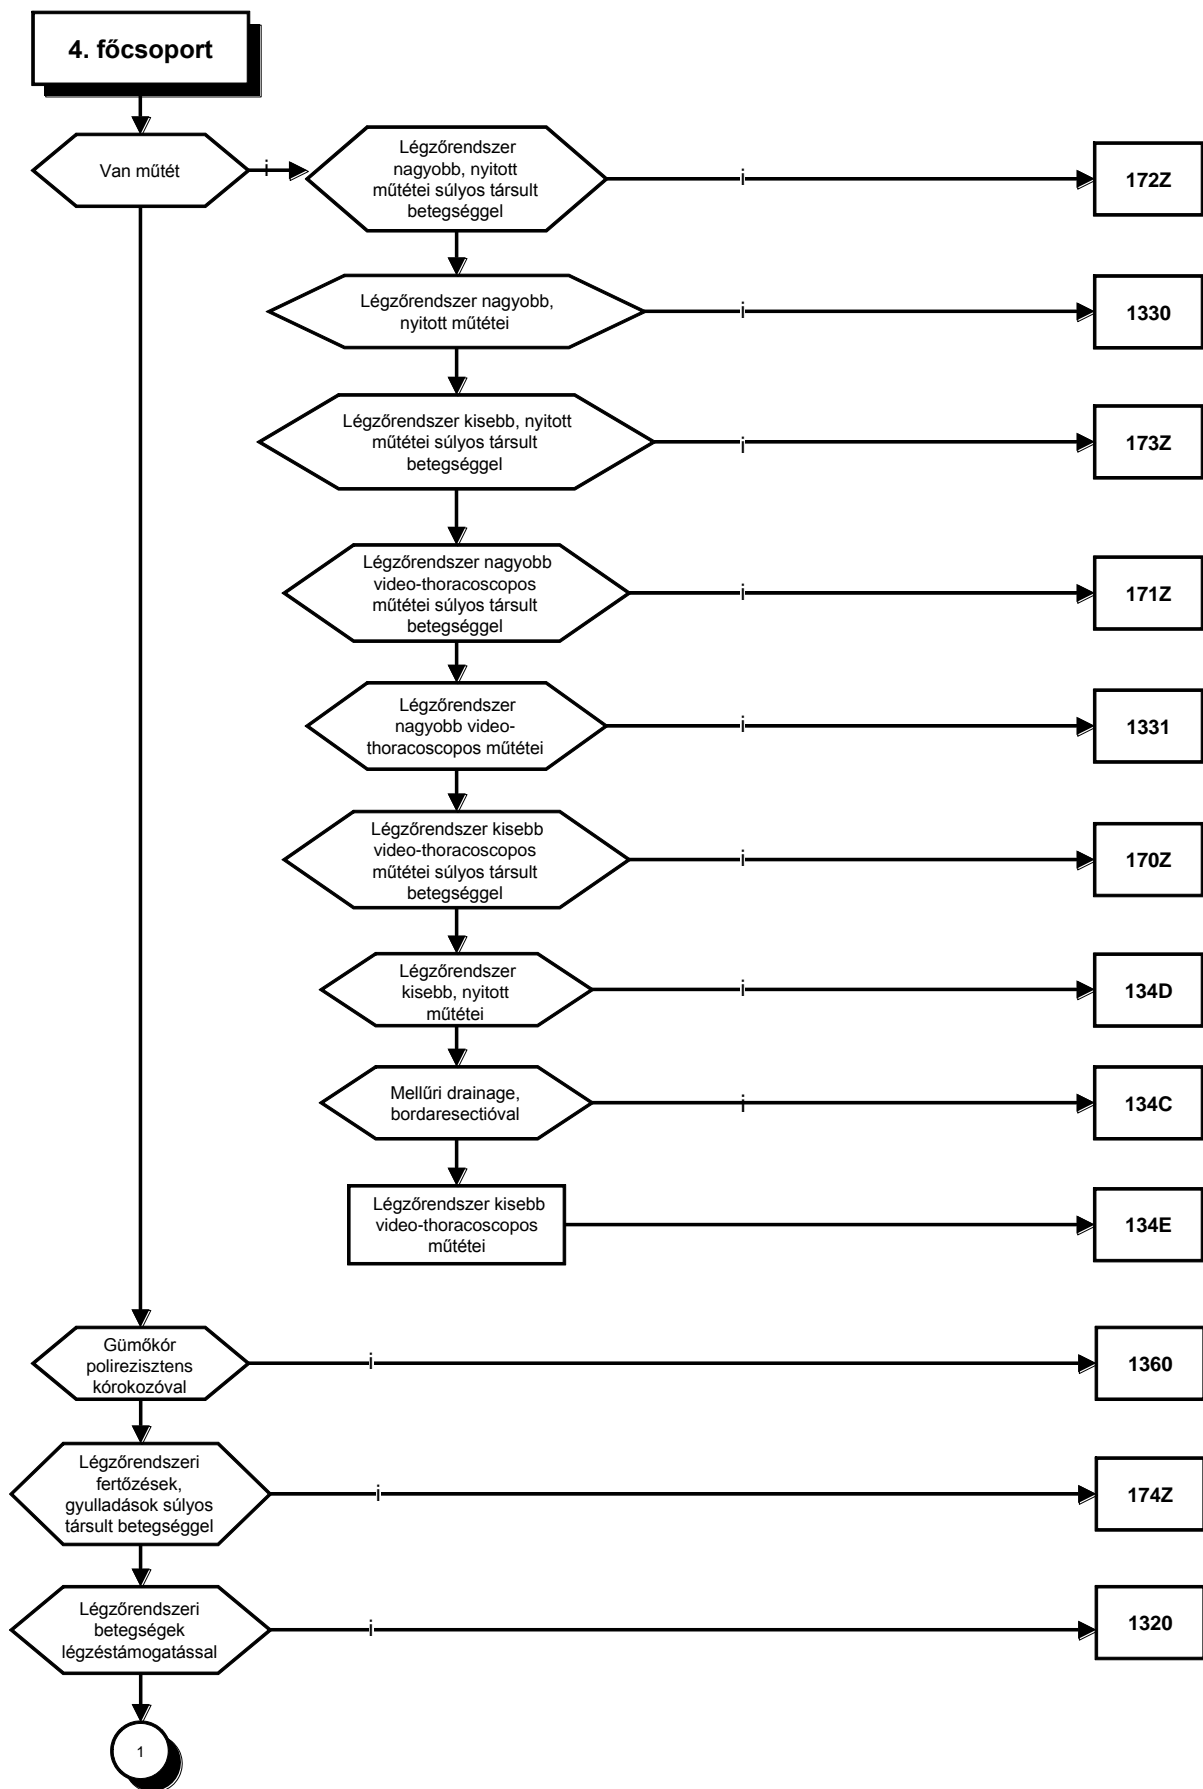 4. főcsoport
Van műtét
i
Légzőrendszer
nagyobb, nyitott
műtétei súlyos társult
betegséggel
i
172Z
Légzőrendszer nagyobb,
nyitott műtétei
i
1330
Légzőrendszer kisebb, nyitott
műtétei súlyos társult
betegséggel
i
173Z
Légzőrendszer nagyobb
video-thoracoscopos
műtétei súlyos társult
betegséggel
i
171Z
Légzőrendszer
nagyobb video-
thoracoscopos műtétei
i
1331
Légzőrendszer kisebb
video-thoracoscopos
műtétei súlyos társult
betegséggel
i
170Z
Légzőrendszer
kisebb, nyitott
műtétei
i
134D
Mellűri drainage,
bordaresectióval
i
134C
Légzőrendszer kisebb
video-thoracoscopos
műtétei
134E
Gümőkór
polirezisztens
kórokozóval
i
1360
Légzőrendszeri
fertőzések,
gyulladások súlyos
társult betegséggel
i
174Z
Légzőrendszeri
betegségek
légzéstámogatással
i
1320
1